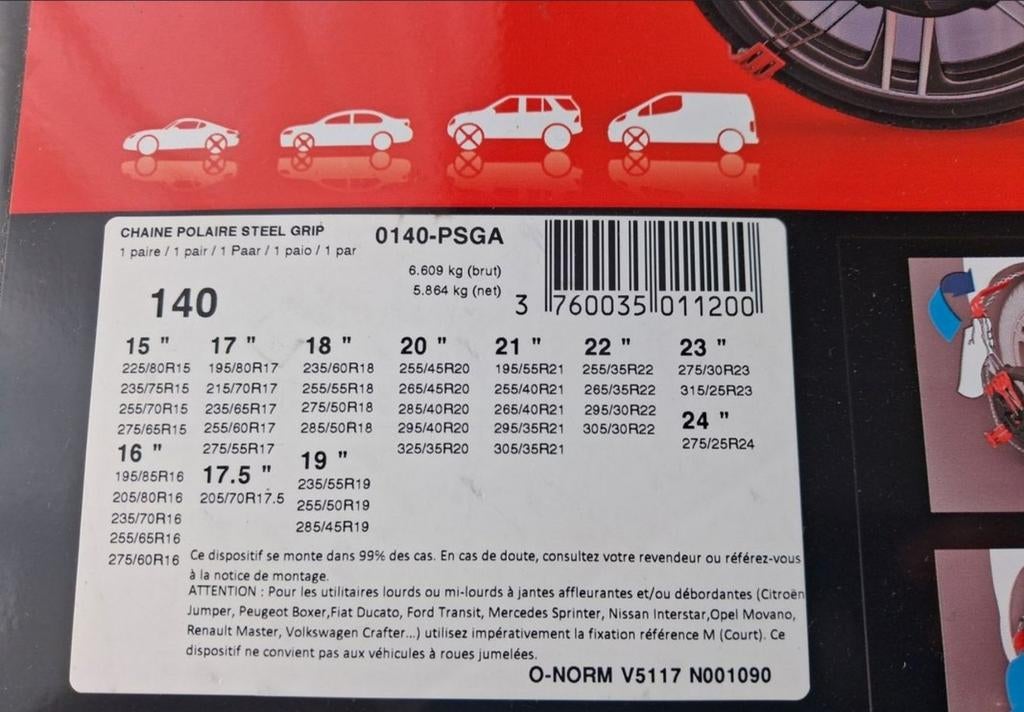 CHAINE POLAIRE STEEL GRIP
0140-PSGA
1 paire / 1 pair / 1 Paar / 1 paio / 1 par
6.609 kg (brut)
5.864 kg (net)
3 760035 011200
140
15 "
225/80R15
235/75R15
255/70R15
275/65R15
16 "
195/85R16
205/80R16
235/70R16
255/65R16
275/60R16
17 "
195/80R17
215/70R17
235/65R17
255/60R17
275/55R17
17.5 "
205/70R17.5
18 "
235/60R18
255/55R18
275/50R18
285/50R18
19 "
235/55R19
255/50R19
285/45R19
20 "
255/45R20
265/45R20
285/40R20
295/40R20
325/35R20
21 "
195/55R21
255/40R21
265/40R21
295/35R21
305/35R21
22 "
255/35R22
265/35R22
295/30R22
305/30R22
23 "
275/30R23
315/25R23
24 "
275/25R24
Ce dispositif se monte dans 99% des cas. En cas de doute, consultez votre revendeur ou référez-vous
à la notice de montage.
ATTENTION : Pour les utilitaires lourds ou mi-lourds à jantes affleurantes et/ou débordantes (Citroën
Jumper, Peugeot Boxer,Fiat Ducato, Ford Transit, Mercedes Sprinter, Nissan Interstar,Opel Movano,
Renault Master, Volkswagen Crafter...) utilisez impérativement la fixation référence M (Court). Ce
dispositif ne convient pas aux véhicules à roues jumelées.
O-NORM V5117 N001090